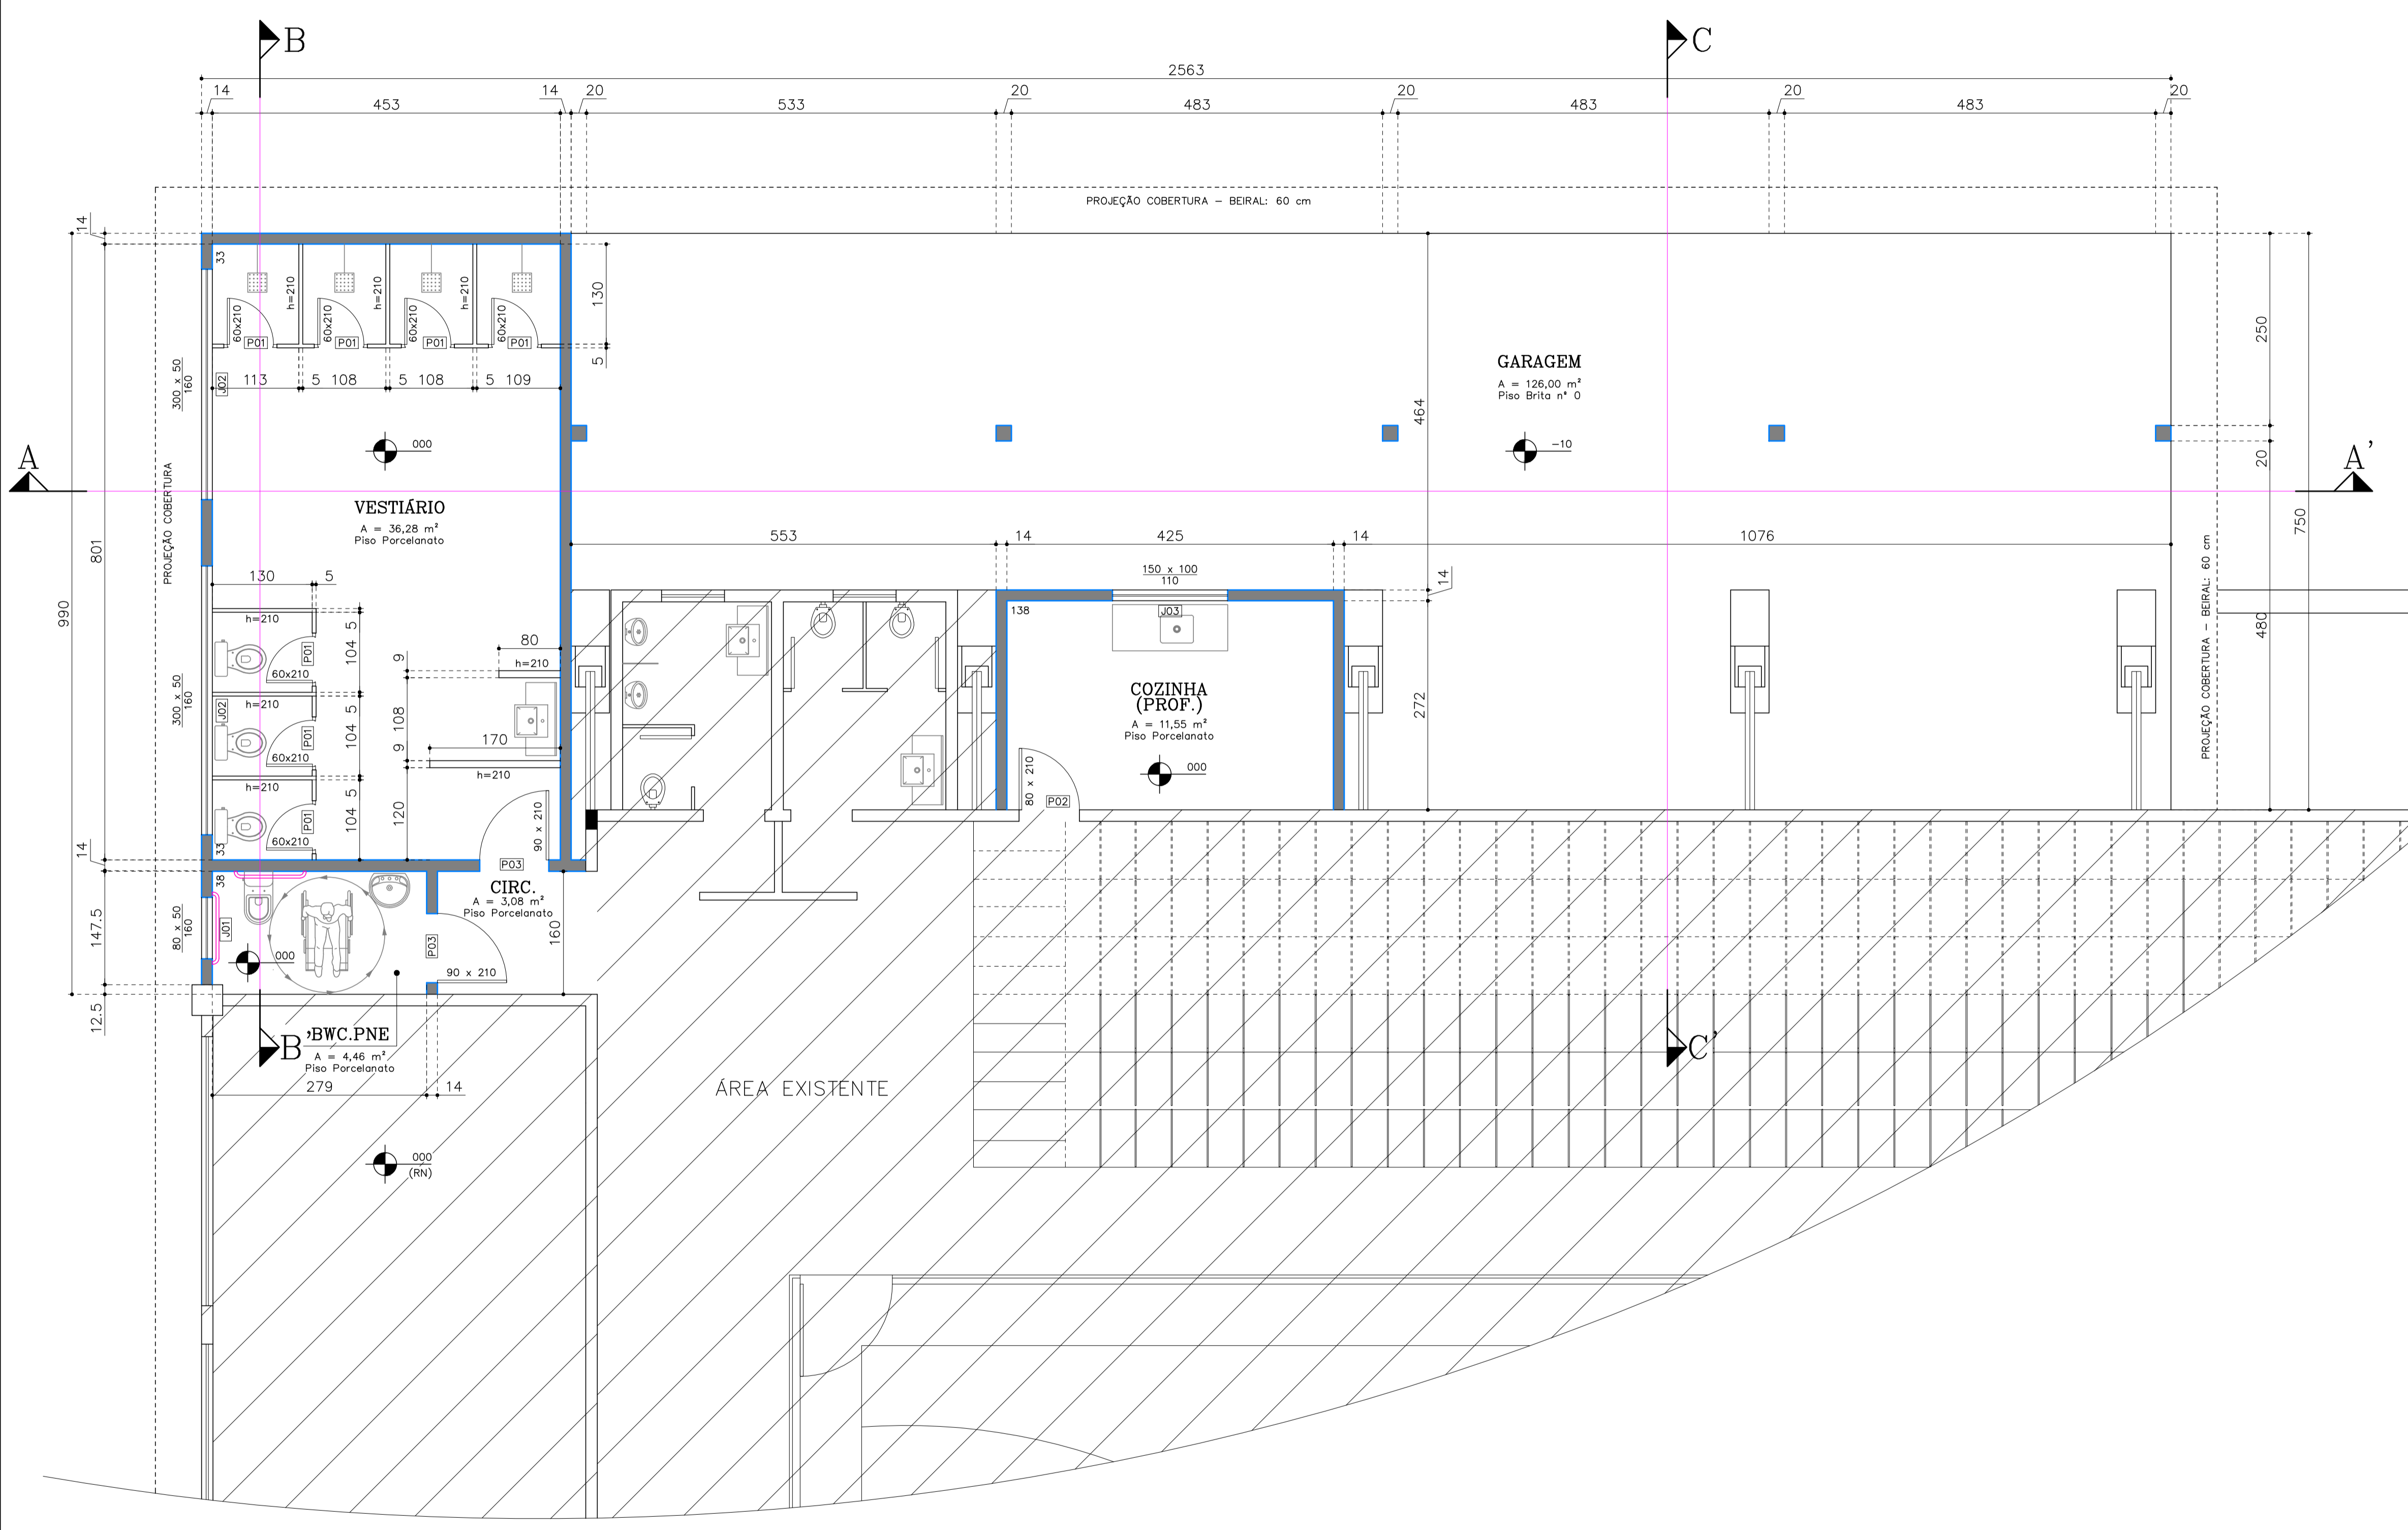 B
C
2563
14
453
14
20
533
20
483
20
483
20
483
20
PROJEÇÃO COBERTURA – BEIRAL: 60 cm
14
33
h=210
h=210
h=210
130
60x210
60x210
60x210
60x210
P01
P01
P01
P01
5
250
GARAGEM
A = 126,00 m²
Piso Brita n° 0
300 x 50
160
J02
113
5
108
5
108
5
109
464
000
-10
20
A
A'
PROJEÇÃO COBERTURA
VESTIÁRIO
A = 36,28 m²
Piso Porcelanato
801
990
750
553
14
425
14
1076
130
5
150 x 100
110
14
138
J03
h=210
104
5
P01
60x210
80
h=210
9
480
PROJEÇÃO COBERTURA – BEIRAL: 60 cm
COZINHA
(PROF.)
A = 11,55 m²
Piso Porcelanato
000
272
300 x 50
160
J02
h=210
104
5
P01
60x210
108
9
170
h=210
h=210
104
5
P01
60x210
120
80 x 210
P02
90 x 210
33
14
P03
38
CIRC.
A = 3,08 m²
Piso Porcelanato
147.5
80 x 50
160
J01
000
P03
160
90 x 210
12.5
B'
BWC.PNE
A = 4,46 m²
Piso Porcelanato
C'
279
14
ÁREA EXISTENTE
000
(RN)